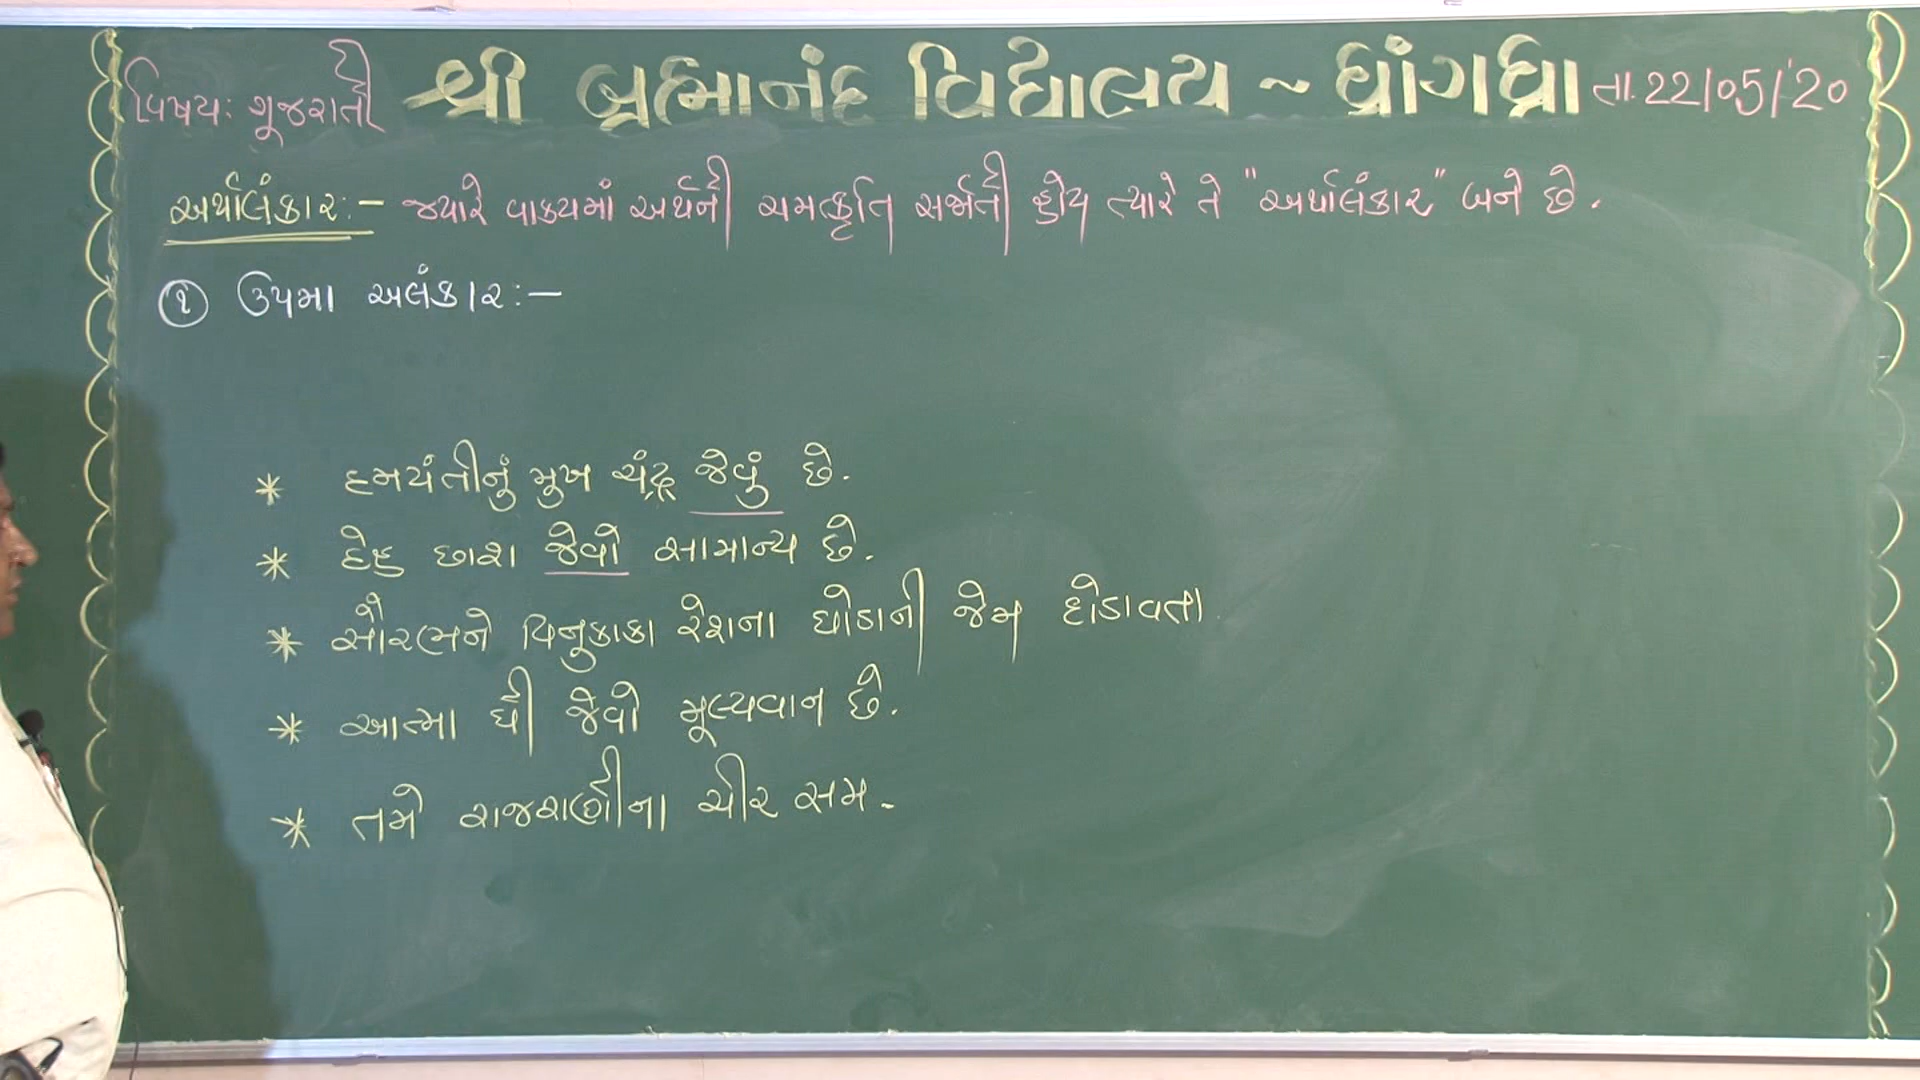 વિષય: ગૂજરાતી શ્રી બ્રહ્માનંદ વિદ્યાલય ~ ધ્રાંગધ્રા તા. 22/05/'20
અર્થાલંકાર :- જ્યારે વાક્યમાં અર્થની ચમત્કૃતિ સર્જાતી હોય ત્યારે તે "અર્થાલંકાર" બને છે.
① ઉપમા અલંકાર :-
* દમયંતીનું મુખ ચંદ્ર જેવું છે.
* દેહ છાશ જેવો સામાન્ય છે.
* સૌરભને વિનુકાકા રેશના ઘોડાની જેમ દોડાવતા.
* આત્મા ઘી જેવો મૂલ્યવાન છે.
* તમે રાજરાણીના ચીર સમ.